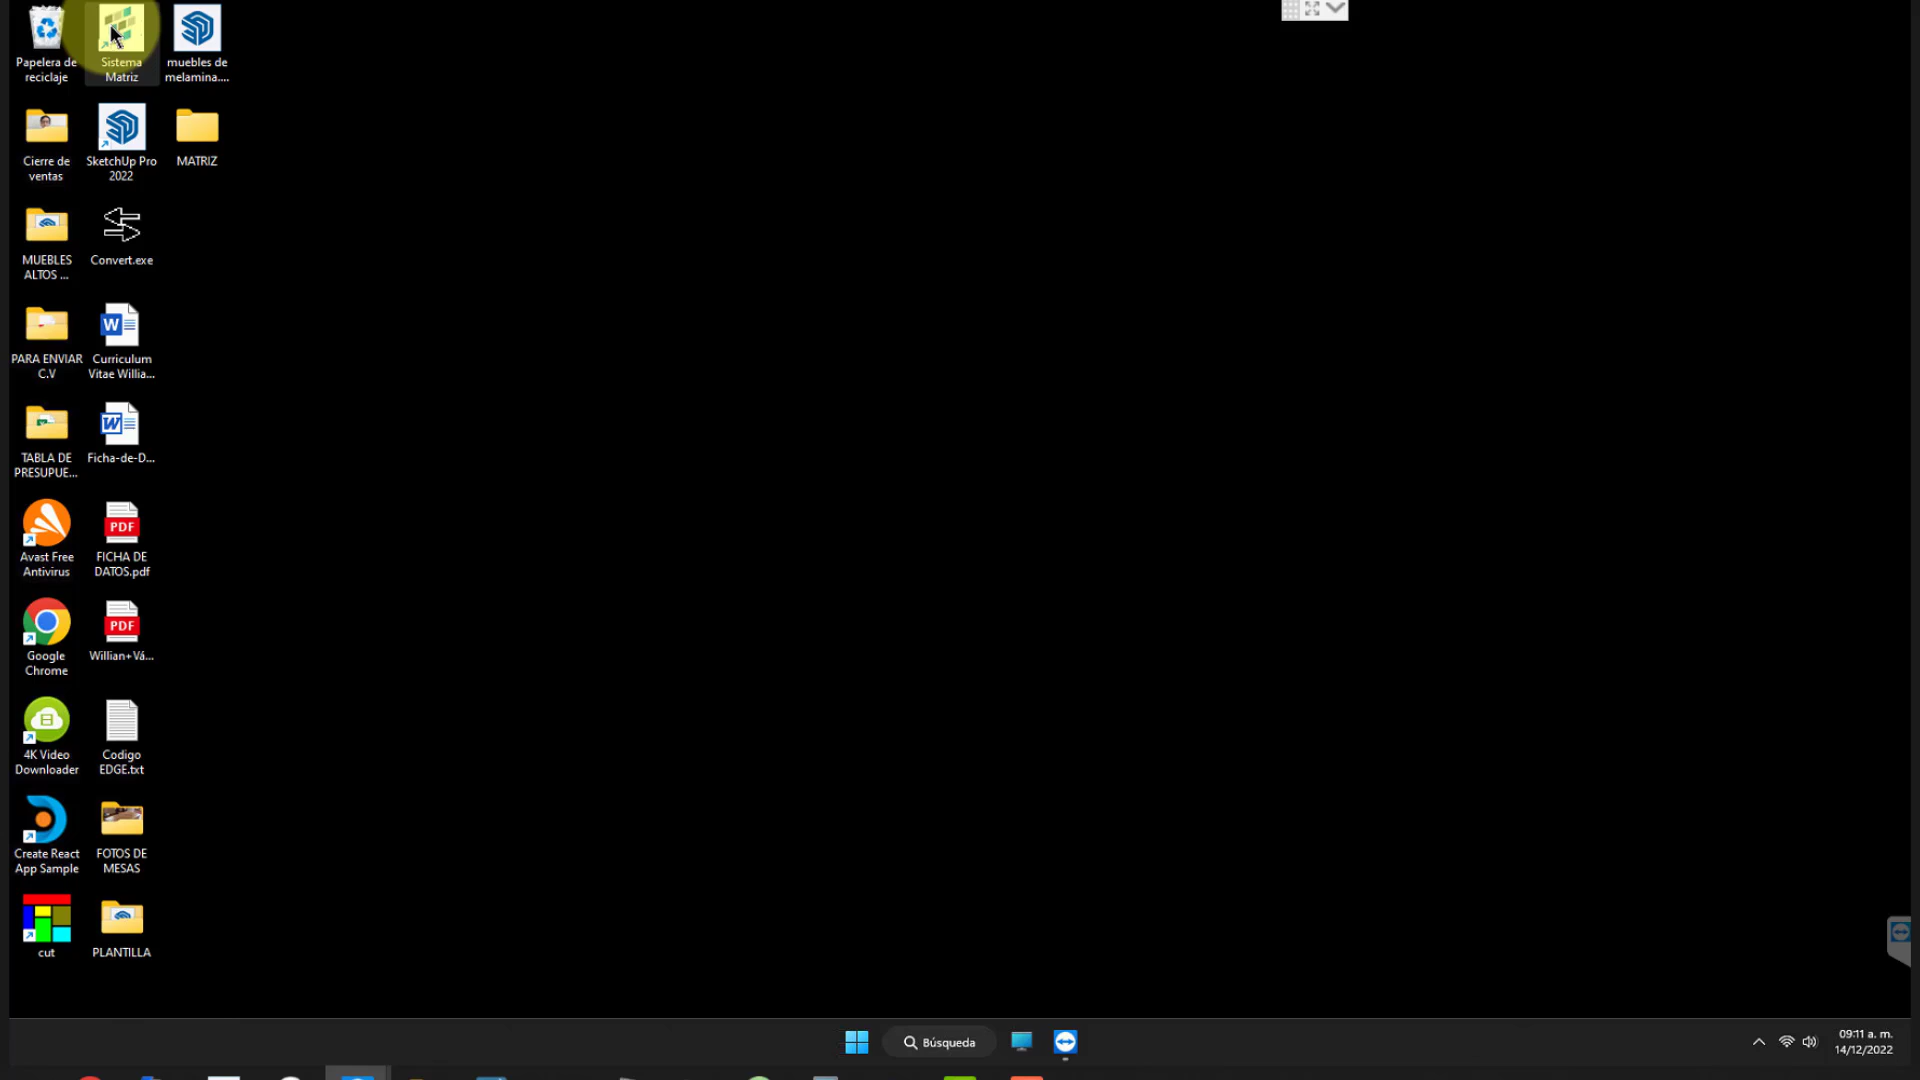 Papelera de
reciclaje
Sistema
Matriz
muebles de
melamina....
Cierre de
ventas
SketchUp Pro
2022
MATRIZ
MUEBLES
ALTOS ...
Convert.exe
PARA ENVIAR
C.V
Curriculum
Vitae Willia...
TABLA DE
PRESUPUE...
Ficha-de-D...
Avast Free
Antivirus
PDF
FICHA DE
DATOS.pdf
Google
Chrome
PDF
Willian+Vá...
4K Video
Downloader
Codigo
EDGE.txt
Create React
App Sample
FOTOS DE
MESAS
cut
PLANTILLA
Búsqueda
09:11 a. m.
14/12/2022